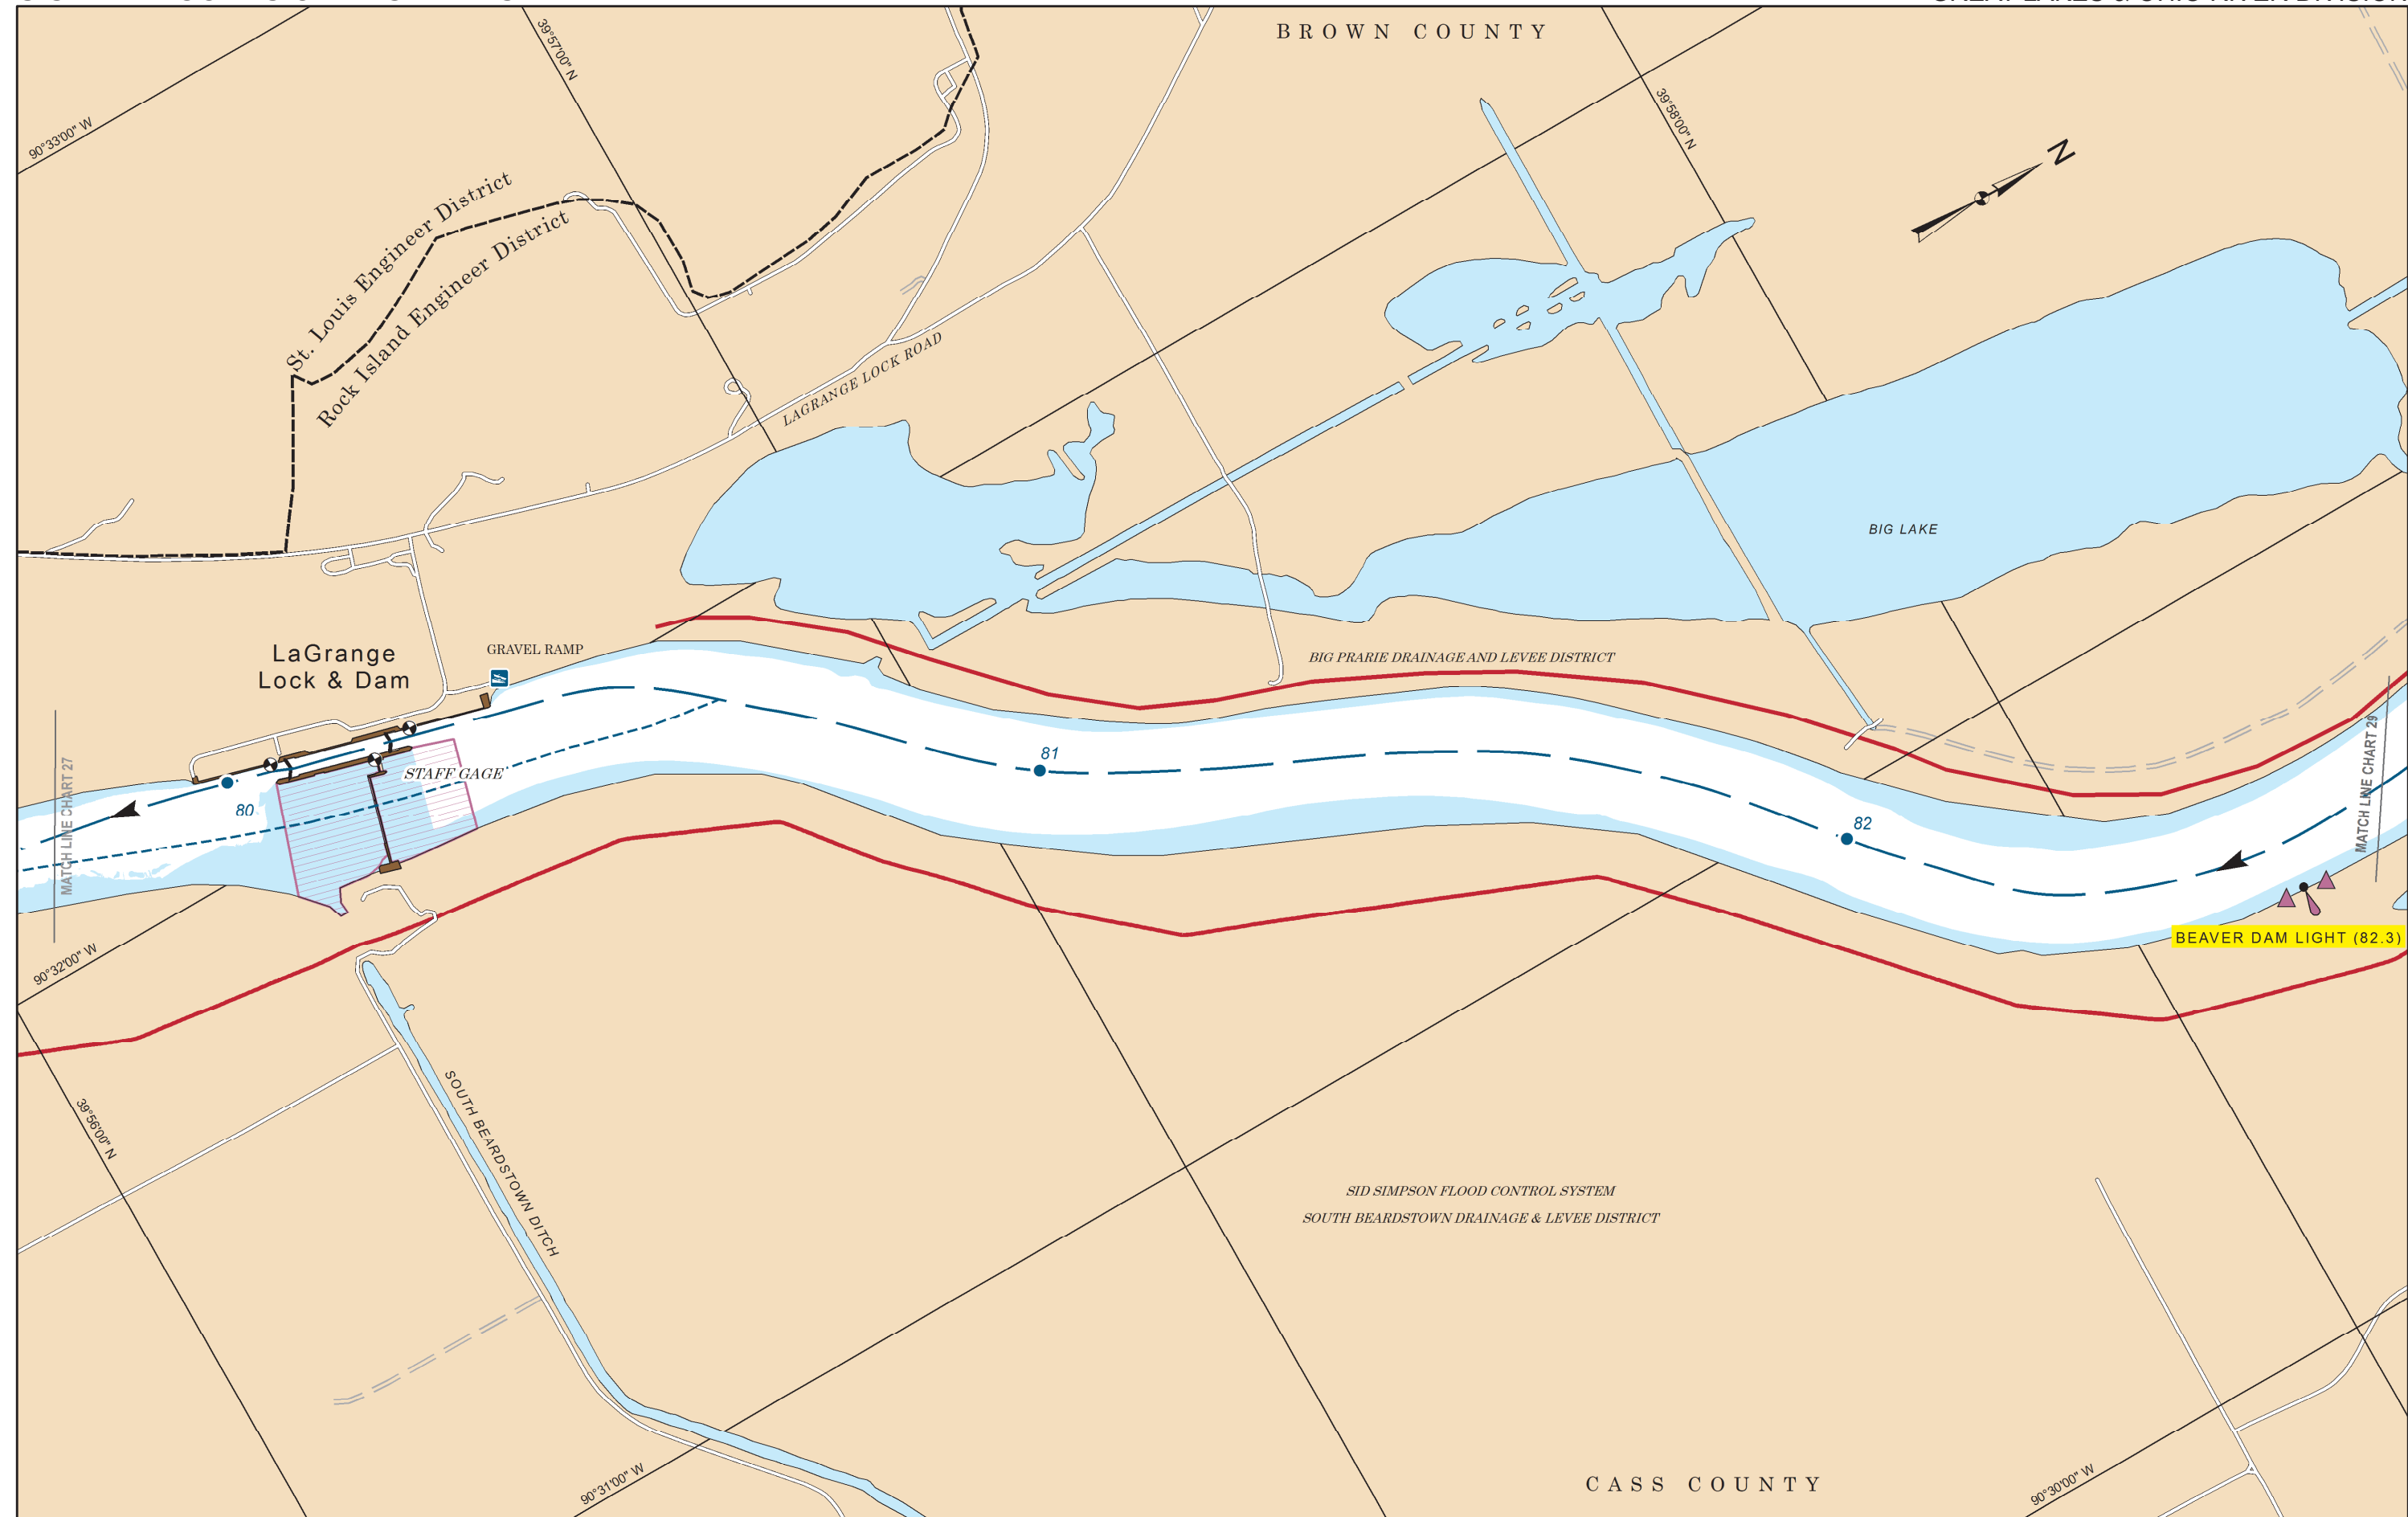 BROWN COUNTY
39°57'00" N
39°58'00" N
90°33'00" W
N
St. Louis Engineer District
Rock Island Engineer District
LAGRANGE LOCK ROAD
BIG LAKE
LaGrange
Lock & Dam
GRAVEL RAMP
BIG PRARIE DRAINAGE AND LEVEE DISTRICT
STAFF GAGE
80
81
82
MATCH LINE CHART 27
MATCH LINE CHART 29
BEAVER DAM LIGHT (82.3)
90°32'00" W
39°56'00" N
SOUTH BEARDSTOWN DITCH
SID SIMPSON FLOOD CONTROL SYSTEM
SOUTH BEARDSTOWN DRAINAGE & LEVEE DISTRICT
90°31'00" W
CASS COUNTY
90°30'00" W